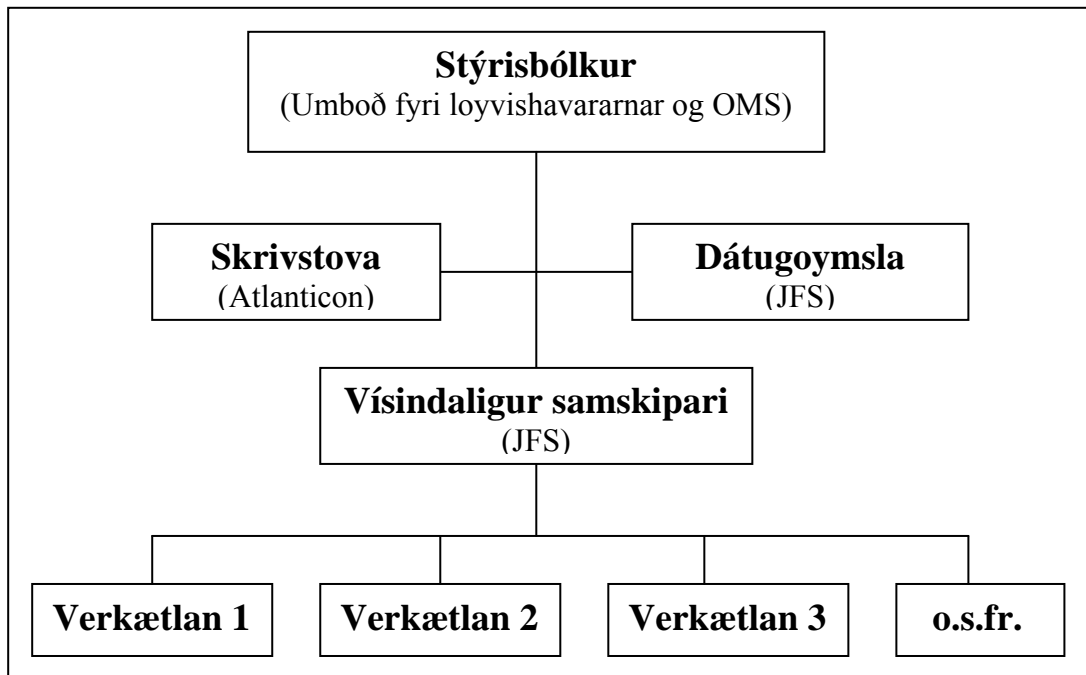 Stýrisbólkur
(Umboð fyri loyvishavararnar og OMS)
Skrivstova
(Atlanticon)
Dátugoymsla
(JFS)
Vísindaligur samskipari
(JFS)
Verkætlan 1
Verkætlan 2
Verkætlan 3
o.s.fr.